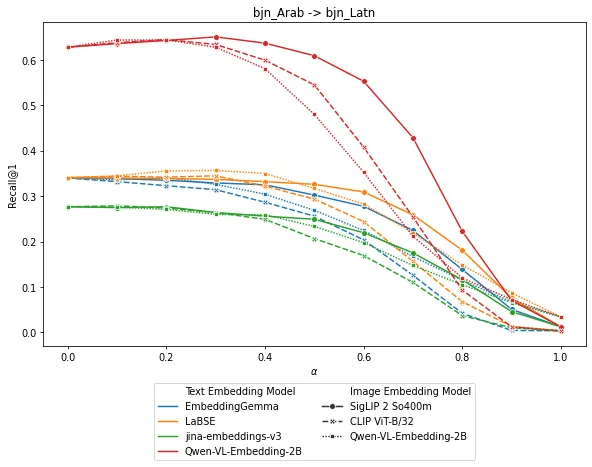 bjn_Arab -> bjn_Latn
Recall@1
0.6
0.5
0.4
0.3
0.2
0.1
0.0
0.0 0.2 0.4 0.6 0.8 1.0
α
Text Embedding Model
EmbeddingGemma
LaBSE
jina-embeddings-v3
Qwen-VL-Embedding-2B
Image Embedding Model
SigLIP 2 So400m
CLIP ViT-B/32
Qwen-VL-Embedding-2B